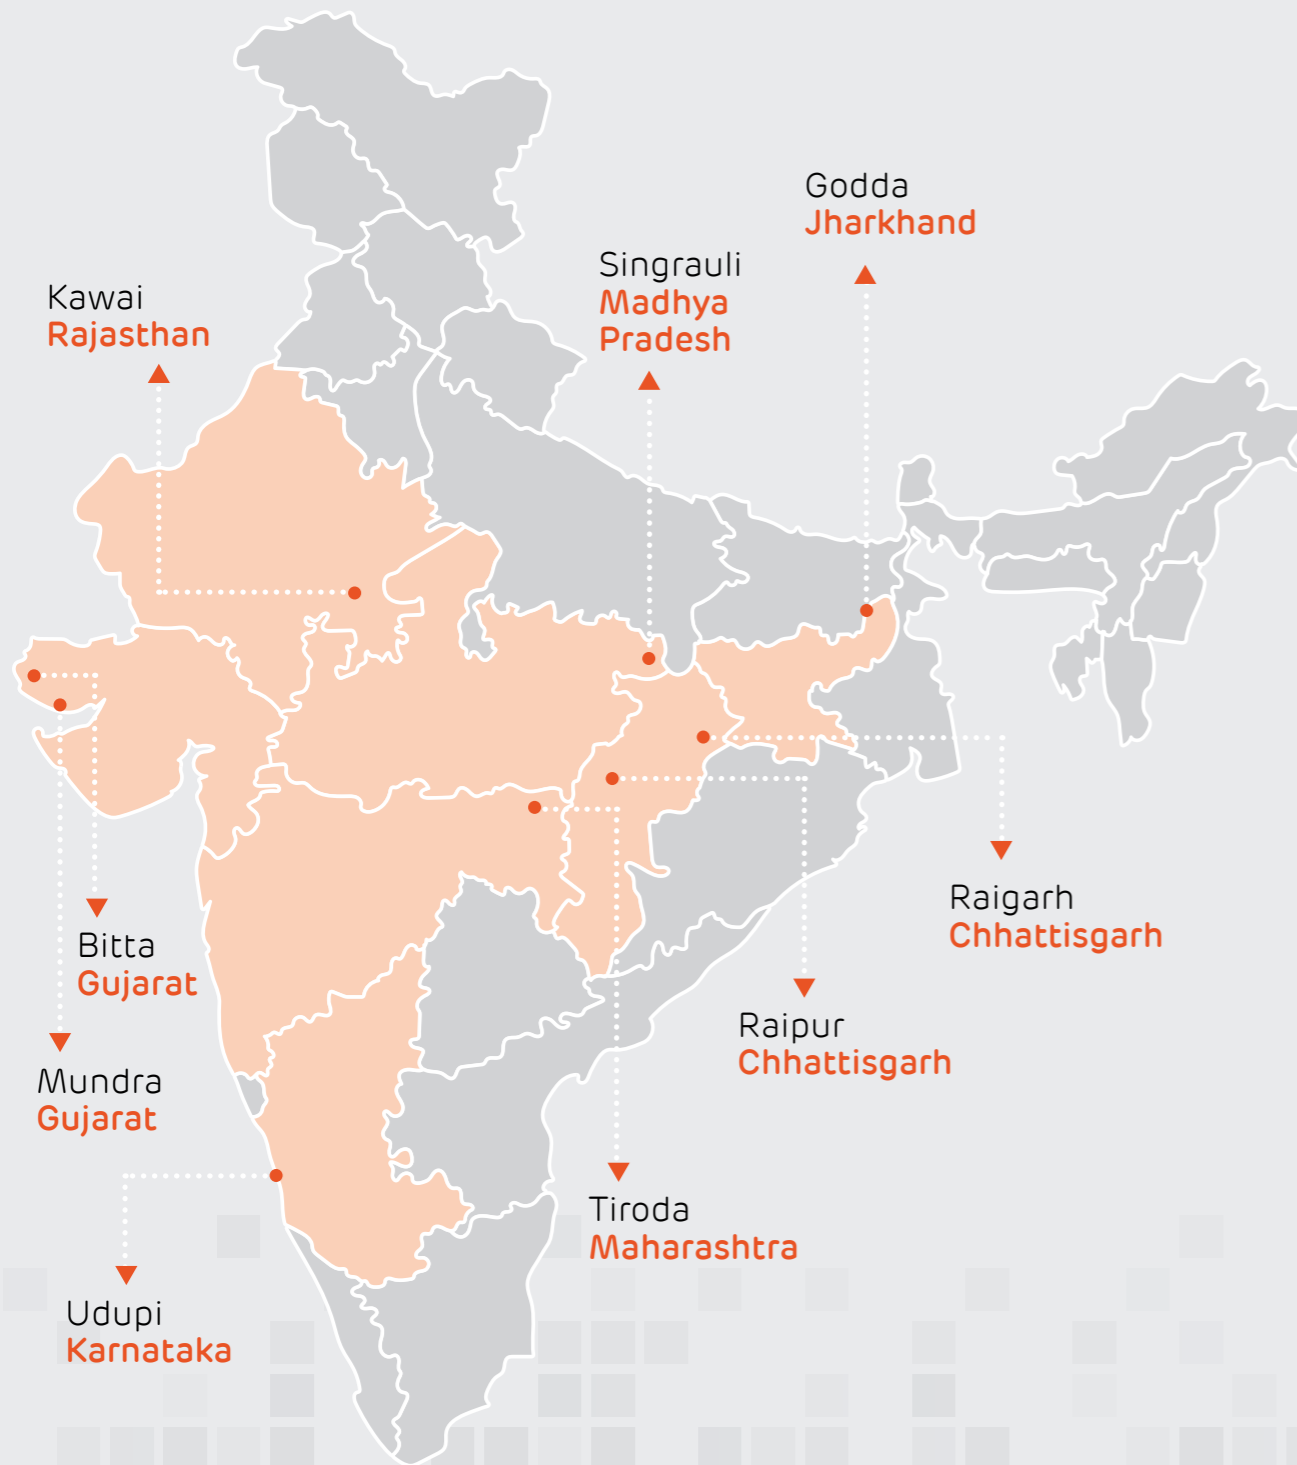 Godda
Jharkhand
Singrauli
Madhya
Pradesh
Kawai
Rajasthan
Raigarh
Chhattisgarh
Bitta
Gujarat
Raipur
Chhattisgarh
Mundra
Gujarat
Tiroda
Maharashtra
Udupi
Karnataka